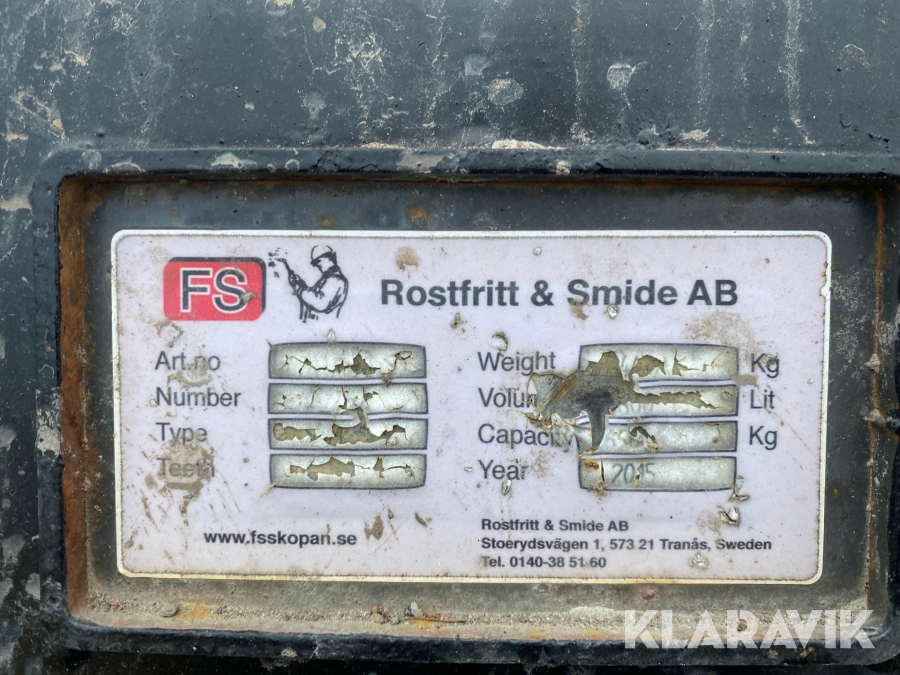 FS Rostfritt & Smide AB
Art.no Weight Kg
Number Lit
Type Capacity Kg
Teeth Year 2015
www.fsskopan.se
Rostfritt & Smide AB
Stoerydsvägen 1, 573 21 Tranås, Sweden
Tel. 0140-38 51 60
KLARAVIK